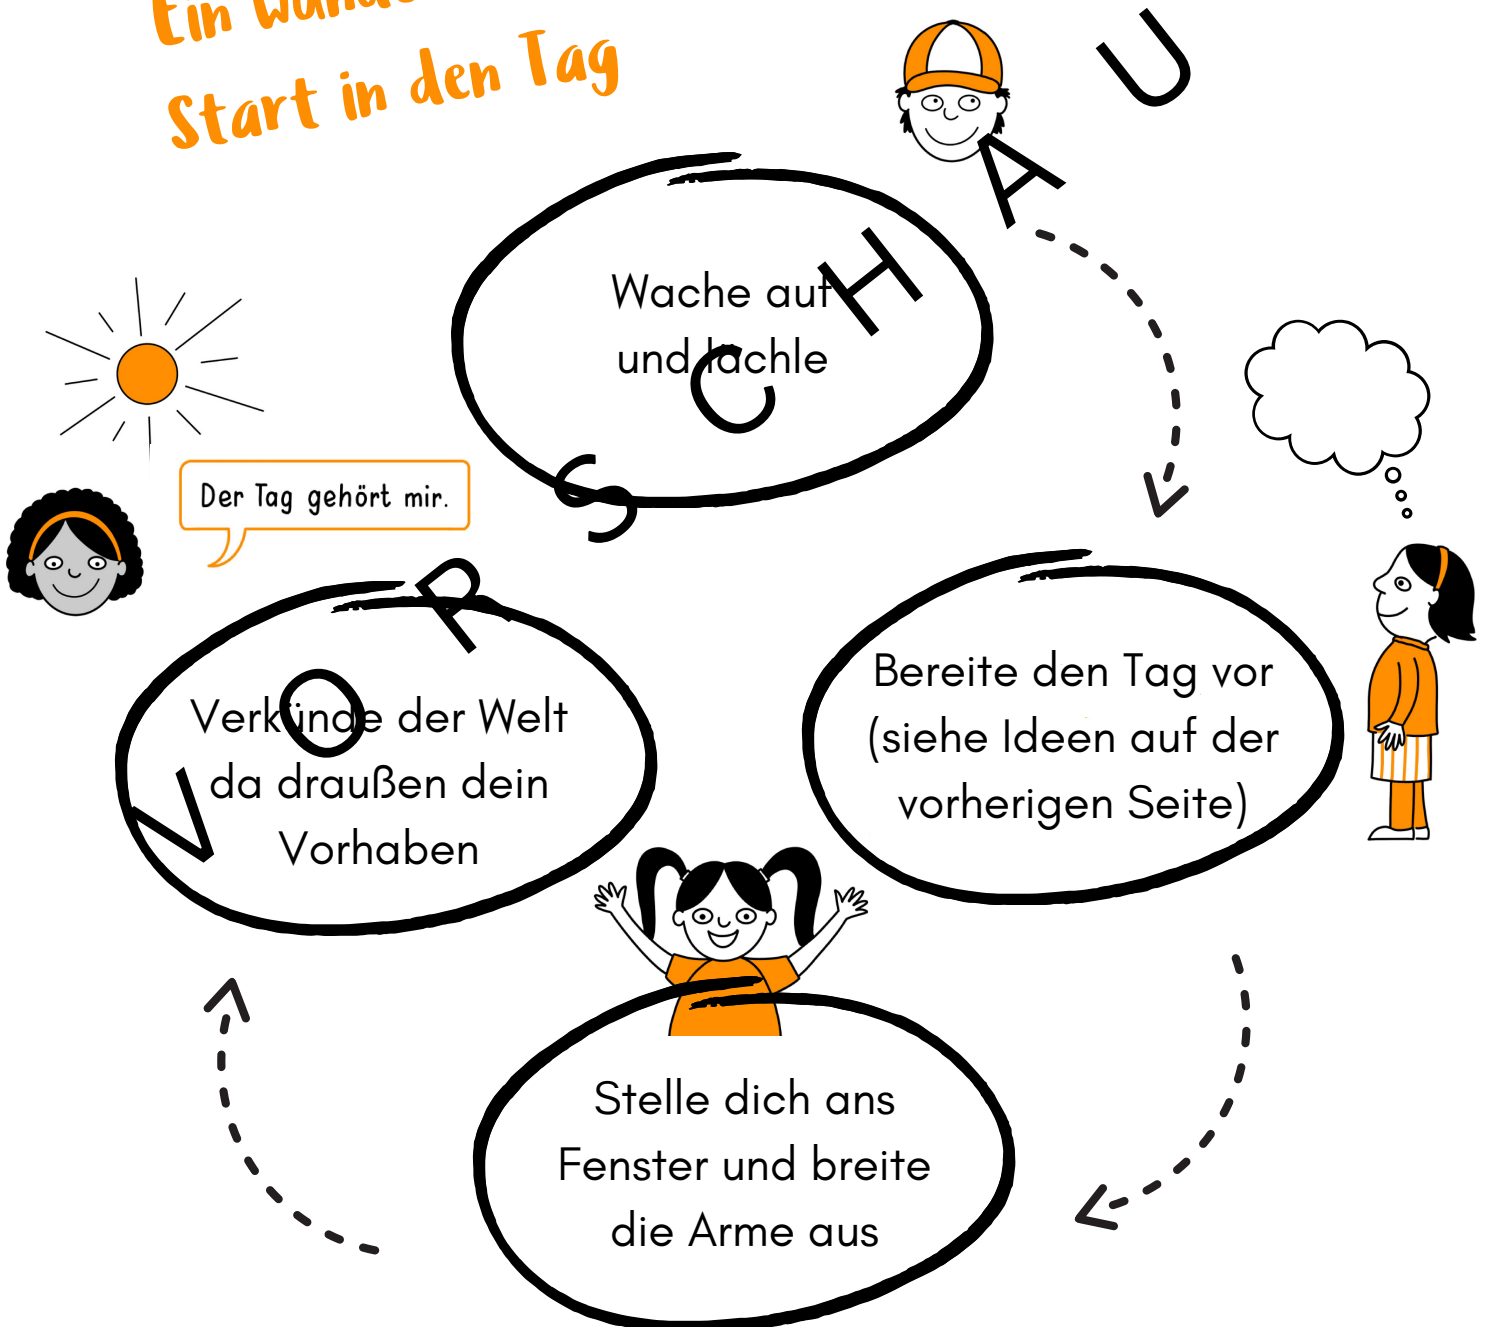 Ein
Start in den Tag
Wache auf
und lächle
Der Tag gehört mir.
Bereite den Tag vor
(siehe Ideen auf der
vorherigen Seite)
Verkünde der Welt
da draußen dein
Vorhaben
Stelle dich ans
Fenster und breite
die Arme aus
VORSCHAU